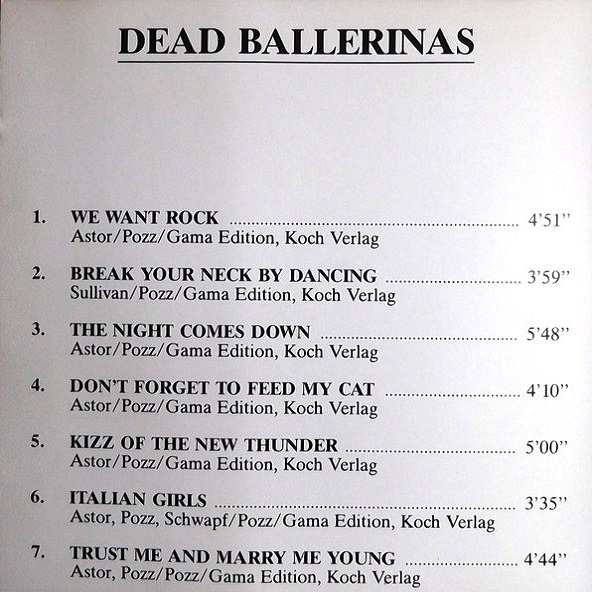 DEAD BALLERINAS
1. WE WANT ROCK ........................................ 4'51"
Astor/Pozz/Gama Edition, Koch Verlag
2. BREAK YOUR NECK BY DANCING ........................................ 3'59"
Sullivan/Pozz/Gama Edition, Koch Verlag
3. THE NIGHT COMES DOWN ........................................ 5'48"
Astor/Pozz/Gama Edition, Koch Verlag
4. DON'T FORGET TO FEED MY CAT ........................................ 4'10"
Astor/Pozz/Gama Edition, Koch Verlag
5. KIZZ OF THE NEW THUNDER ........................................ 5'00"
Astor/Pozz/Gama Edition, Koch Verlag
6. ITALIAN GIRLS ........................................ 3'35"
Astor, Pozz, Schwapf/Pozz/Gama Edition, Koch Verlag
7. TRUST ME AND MARRY ME YOUNG ........................................ 4'44"
Astor, Pozz/Pozz/Gama Edition, Koch Verlag